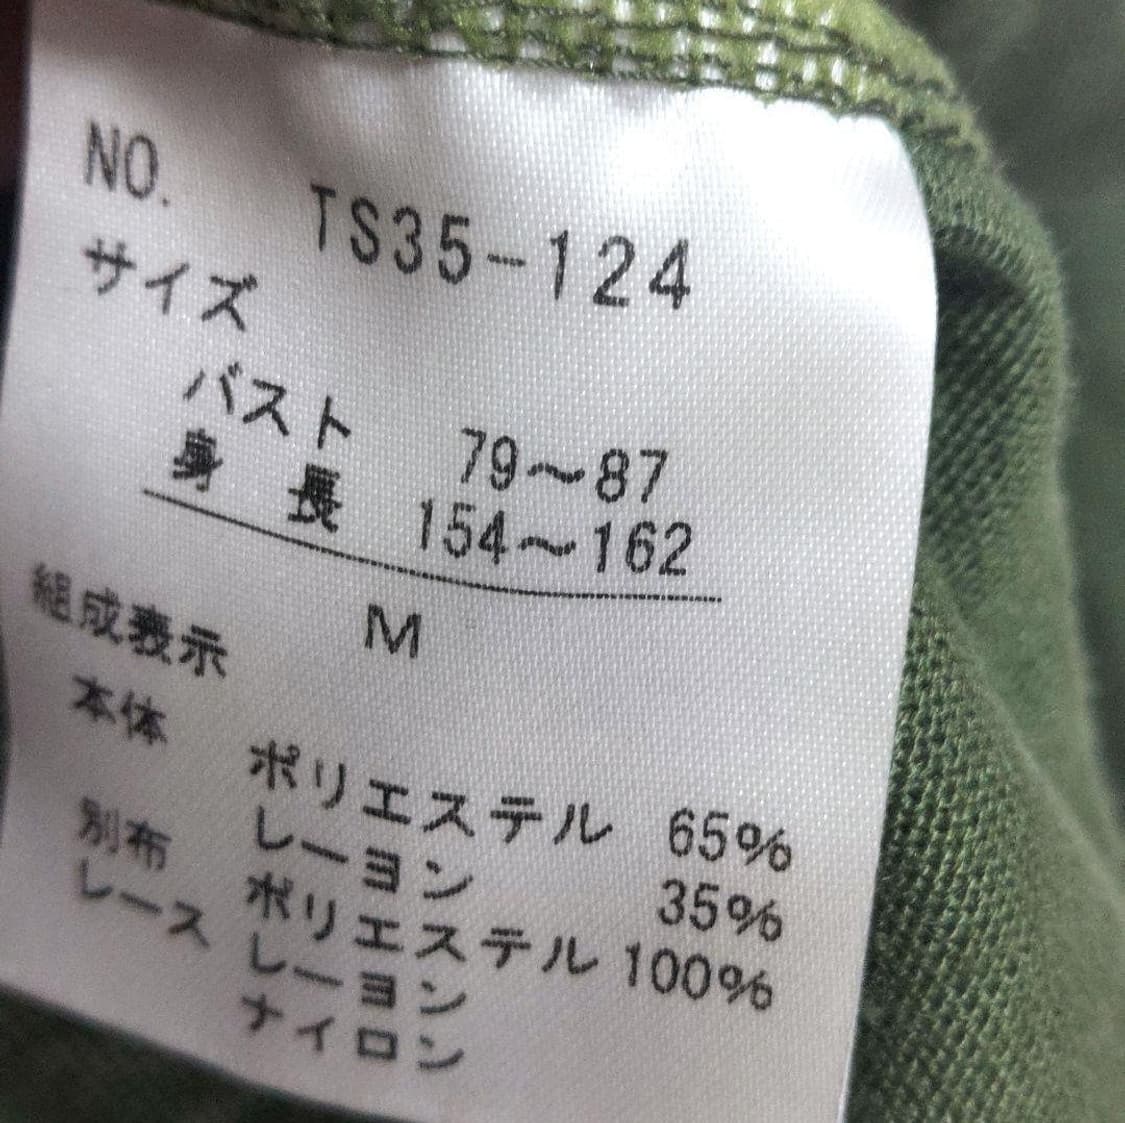 NO. TS35-124
サイズ
バスト 79～87
身長 154～162
M
組成表示
本体 ポリエステル 65%
レーヨン 35%
別布 ポリエステル 100%
レース レーヨン
ナイロン